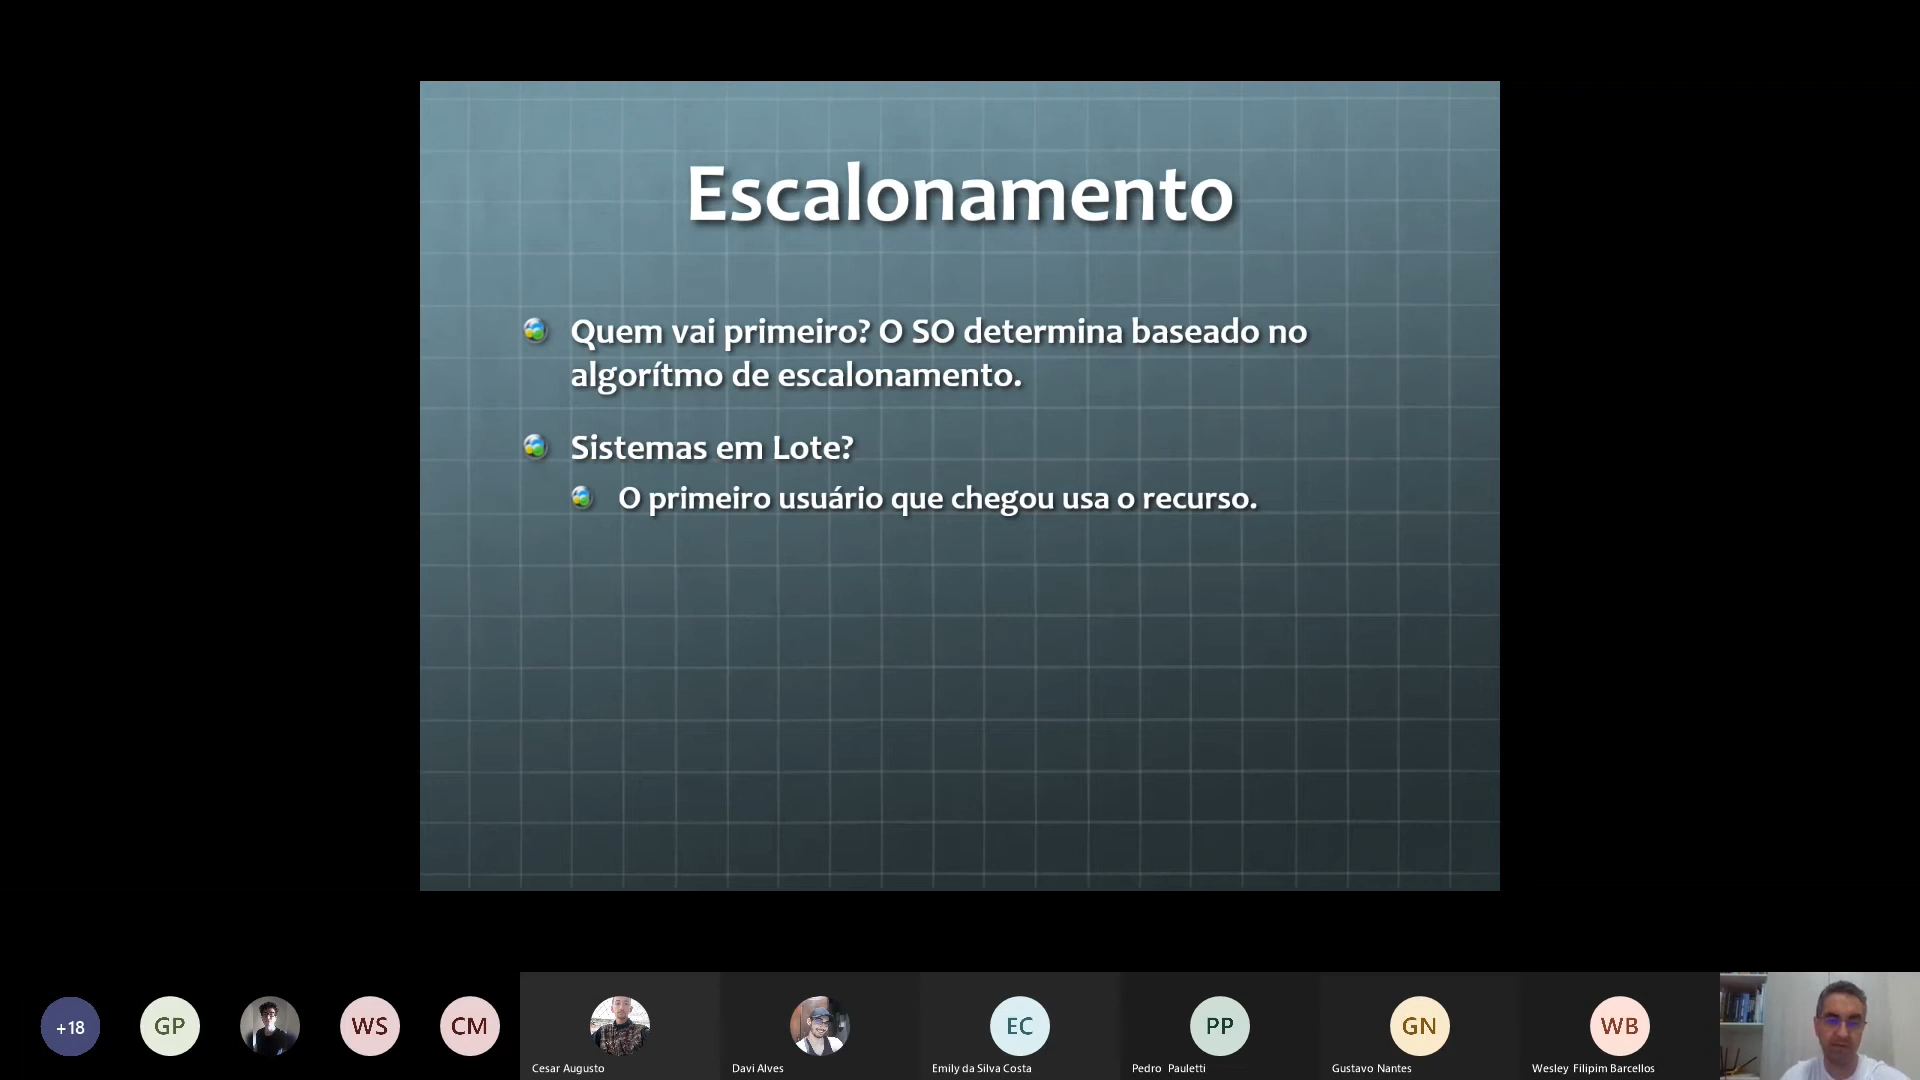 Escalonamento
Quem vai primeiro? O SO determina baseado no
algorítmo de escalonamento.
Sistemas em Lote?
O primeiro usuário que chegou usa o recurso.
+18
GP
WS
CM
EC
PP
GN
WB
Cesar Augusto
Davi Alves
Emily da Silva Costa
Pedro Pauletti
Gustavo Nantes
Wesley Filipim Barcellos